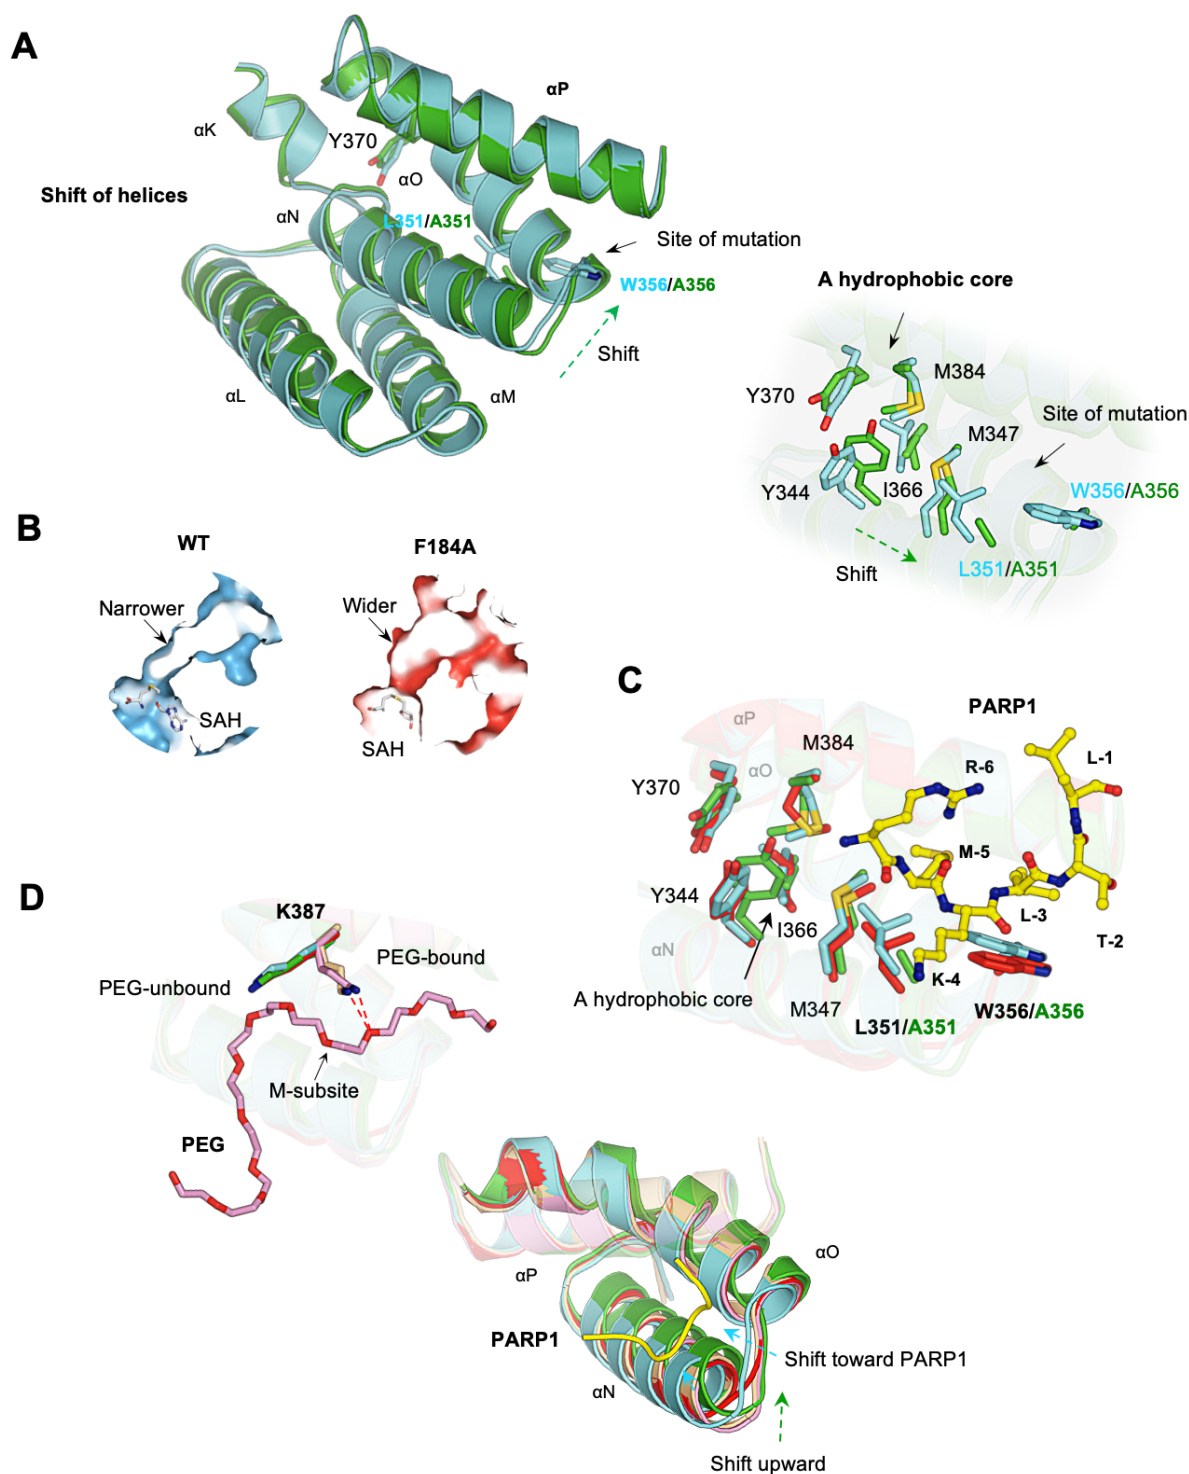 A
αP
αK
Y370
αO
Shift of helices
αN
L351/A351
Site of mutation
W356/A356
Shift
αL
αM
A hydrophobic core
M384
Y370
Site of mutation
M347
Y344
I366
W356/A356
Shift
L351/A351
B
WT
F184A
Narrower
Wider
SAH
SAH
C
PARP1
αP
M384
αO
L-1
R-6
Y370
M-5
Y344
I366
L-3
αN
T-2
K-4
A hydrophobic core
M347
W356/A356
L351/A351
D
K387
PEG-bound
PEG-unbound
M-subsite
PEG
αO
αP
PARP1
Shift toward PARP1
αN
Shift upward